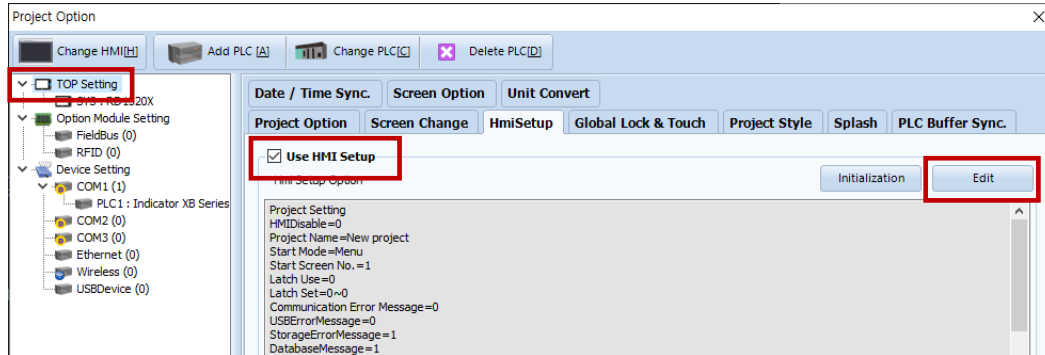 Project Option
Change HMI[H]
Add PLC [A]
Change PLC[C]
Delete PLC[D]
TOP Setting
SYS : RD1520X
Option Module Setting
FieldBus (0)
RFID (0)
Device Setting
COM1 (1)
PLC1 : Indicator XB Series
COM2 (0)
COM3 (0)
Ethernet (0)
Wireless (0)
USBDevice (0)
Date / Time Sync.
Screen Option
Unit Convert
Project Option
Screen Change
HmiSetup
Global Lock & Touch
Project Style
Splash
PLC Buffer Sync.
Use HMI Setup
Hmi Setup Option
Initialization
Edit
Project Setting
HMIDisable=0
Project Name=New project
Start Mode=Menu
Start Screen No.=1
Latch Use=0
Latch Set=0~0
Communication Error Message=0
USBErrorMessage=0
StorageErrorMessage=1
DatabaseMessage=1